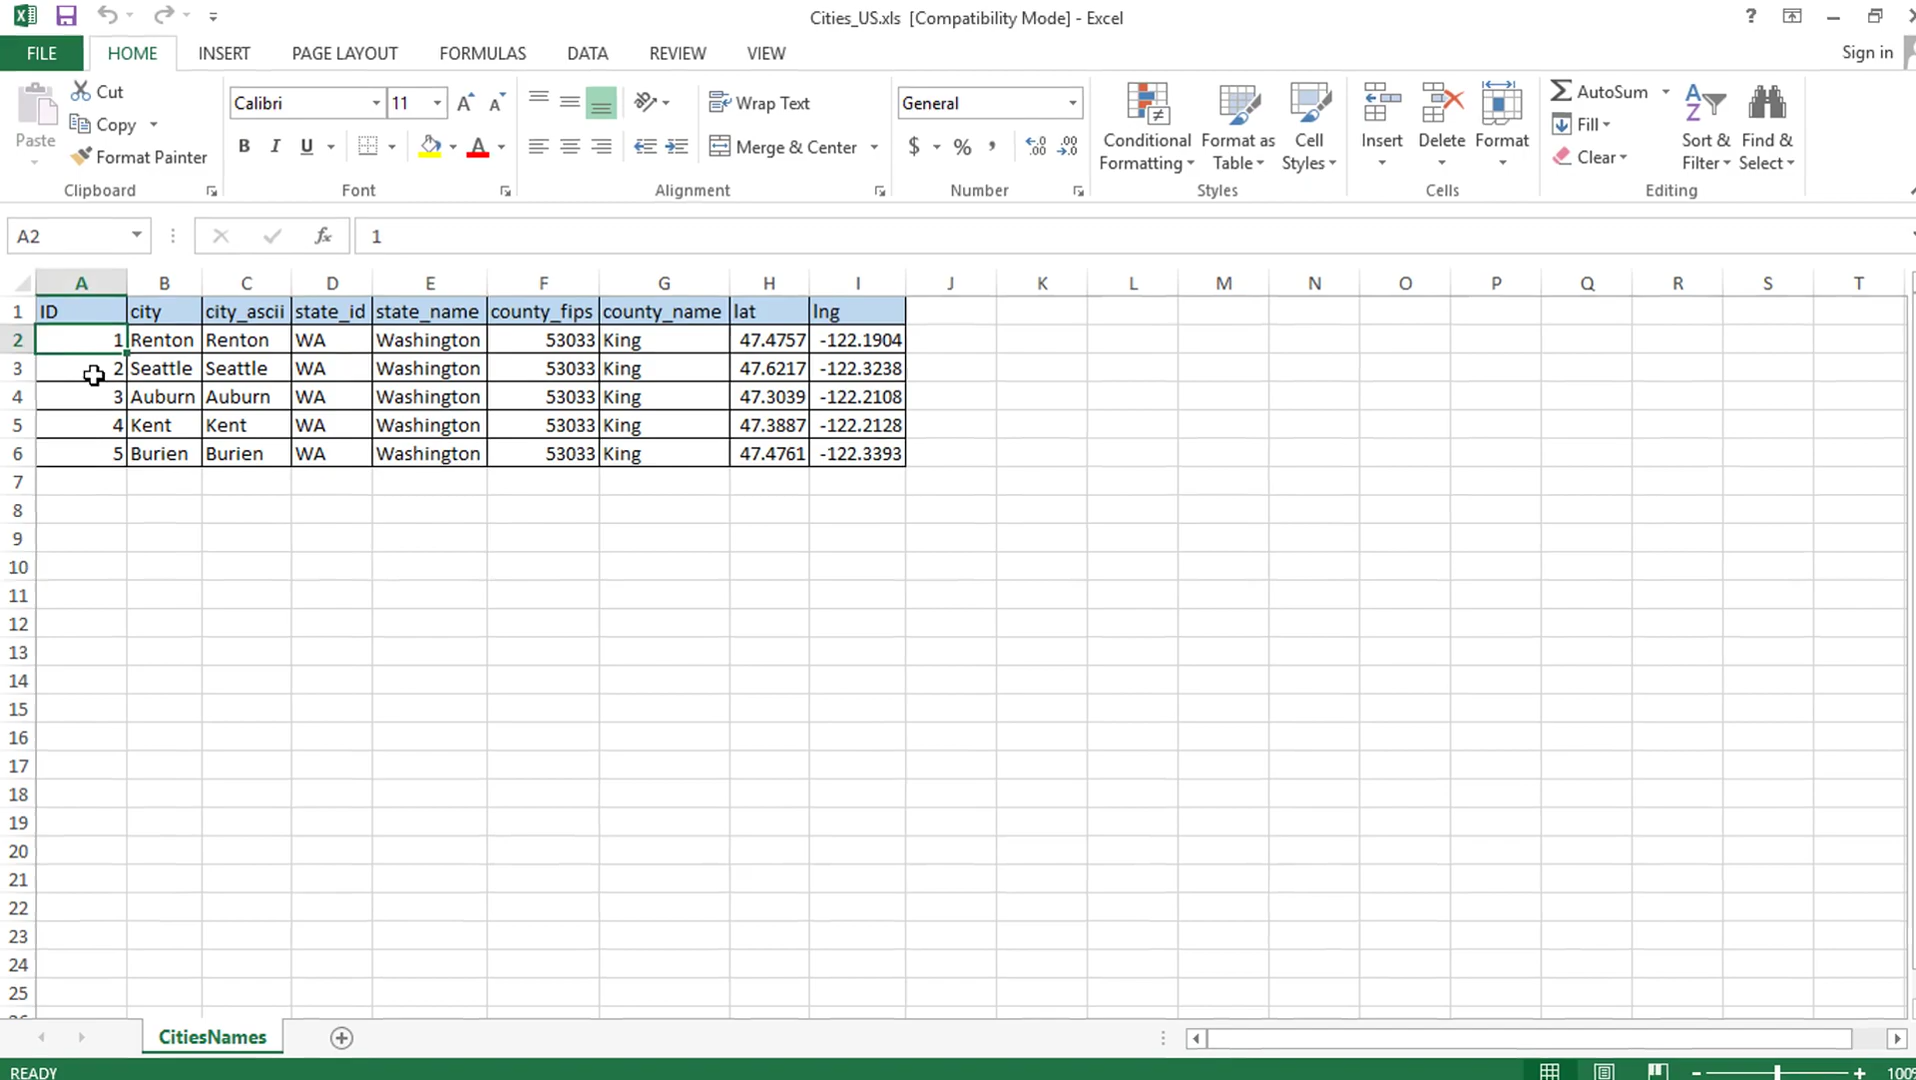 Cities_US.xls [Compatibility Mode] - Excel
?
FILE HOME INSERT PAGE LAYOUT FORMULAS DATA REVIEW VIEW Sign in
Paste
Cut
Copy
Format Painter
Clipboard
Calibri 11 A A
B I U A
Font
Wrap Text
Merge & Center
Alignment
General
$ % , .00 .00
Number
Conditional Formatting
Format as Table
Cell Styles
Styles
Insert Delete Format
Cells
AutoSum
Fill
Clear
Sort & Filter
Find & Select
Editing
A2 fx 1
A B C D E F G H I J K L M N O P Q R S T
1 ID city city_ascii state_id state_name county_fips county_name lat lng
2 1 Renton Renton WA Washington 53033 King 47.4757 -122.1904
3 2 Seattle Seattle WA Washington 53033 King 47.6217 -122.3238
4 3 Auburn Auburn WA Washington 53033 King 47.3039 -122.2108
5 4 Kent Kent WA Washington 53033 King 47.3887 -122.2128
6 5 Burien Burien WA Washington 53033 King 47.4761 -122.3393
7
8
9
10
11
12
13
14
15
16
17
18
19
20
21
22
23
24
25
CitiesNames
READY 100%